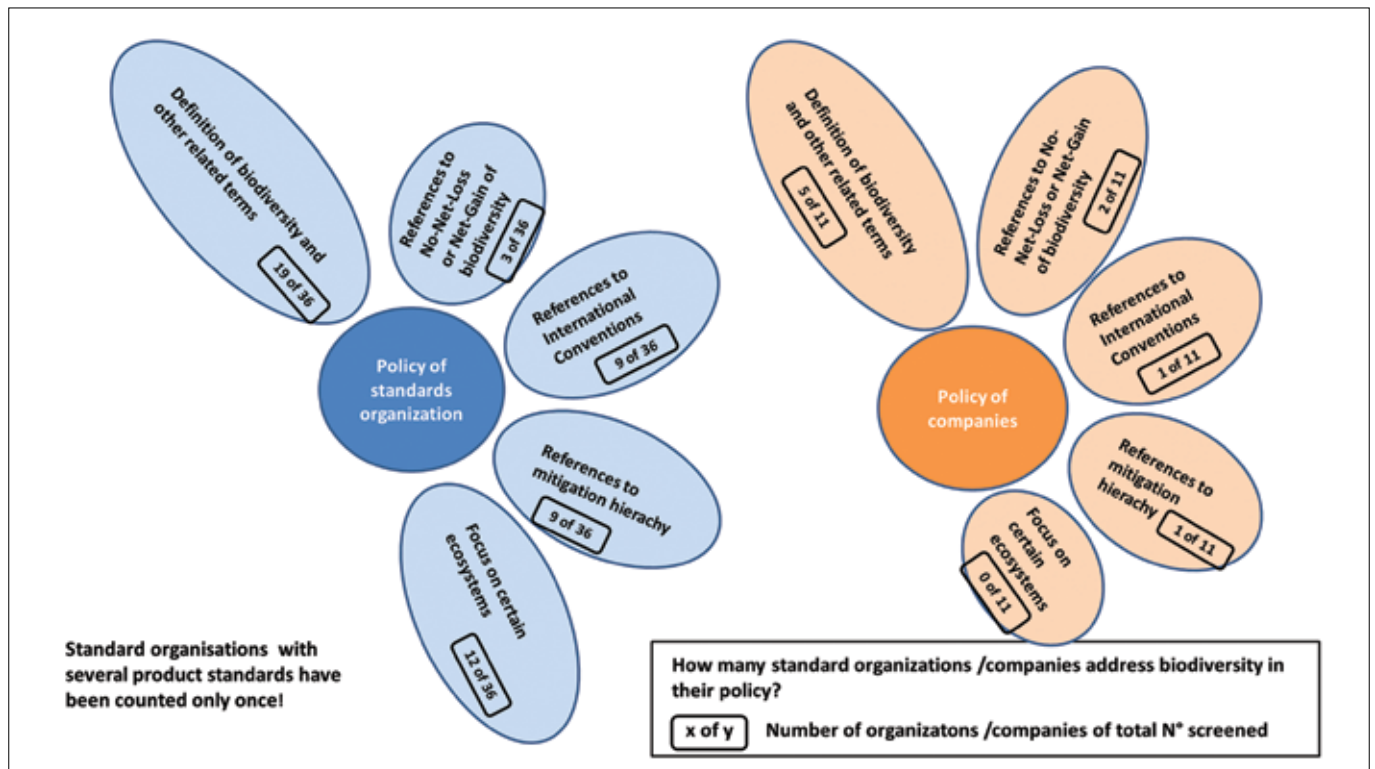 Definition of biodiversity and
other related terms
19 of 36
References to
No-Net-Loss
or Net-Gain of
biodiversity
3 of 36
References to
International
Conventions
9 of 36
References to
mitigation hierachy
9 of 36
Focus on certain
ecosystems
12 of 36
Policy of
standards
organization
Definition of biodiversity
and other related terms
5 of 11
References to No-
Net-Loss or Net-Gain
of biodiversity
2 of 11
References to
International
Conventions
1 of 11
References to
mitigation
hierachy
1 of 11
Focus on
certain
ecosystems
0 of 11
Policy of
companies
Standard organisations with
several product standards have
been counted only once!
How many standard organizations /companies address biodiversity in
their policy?
x of y Number of organizatons /companies of total N° screened